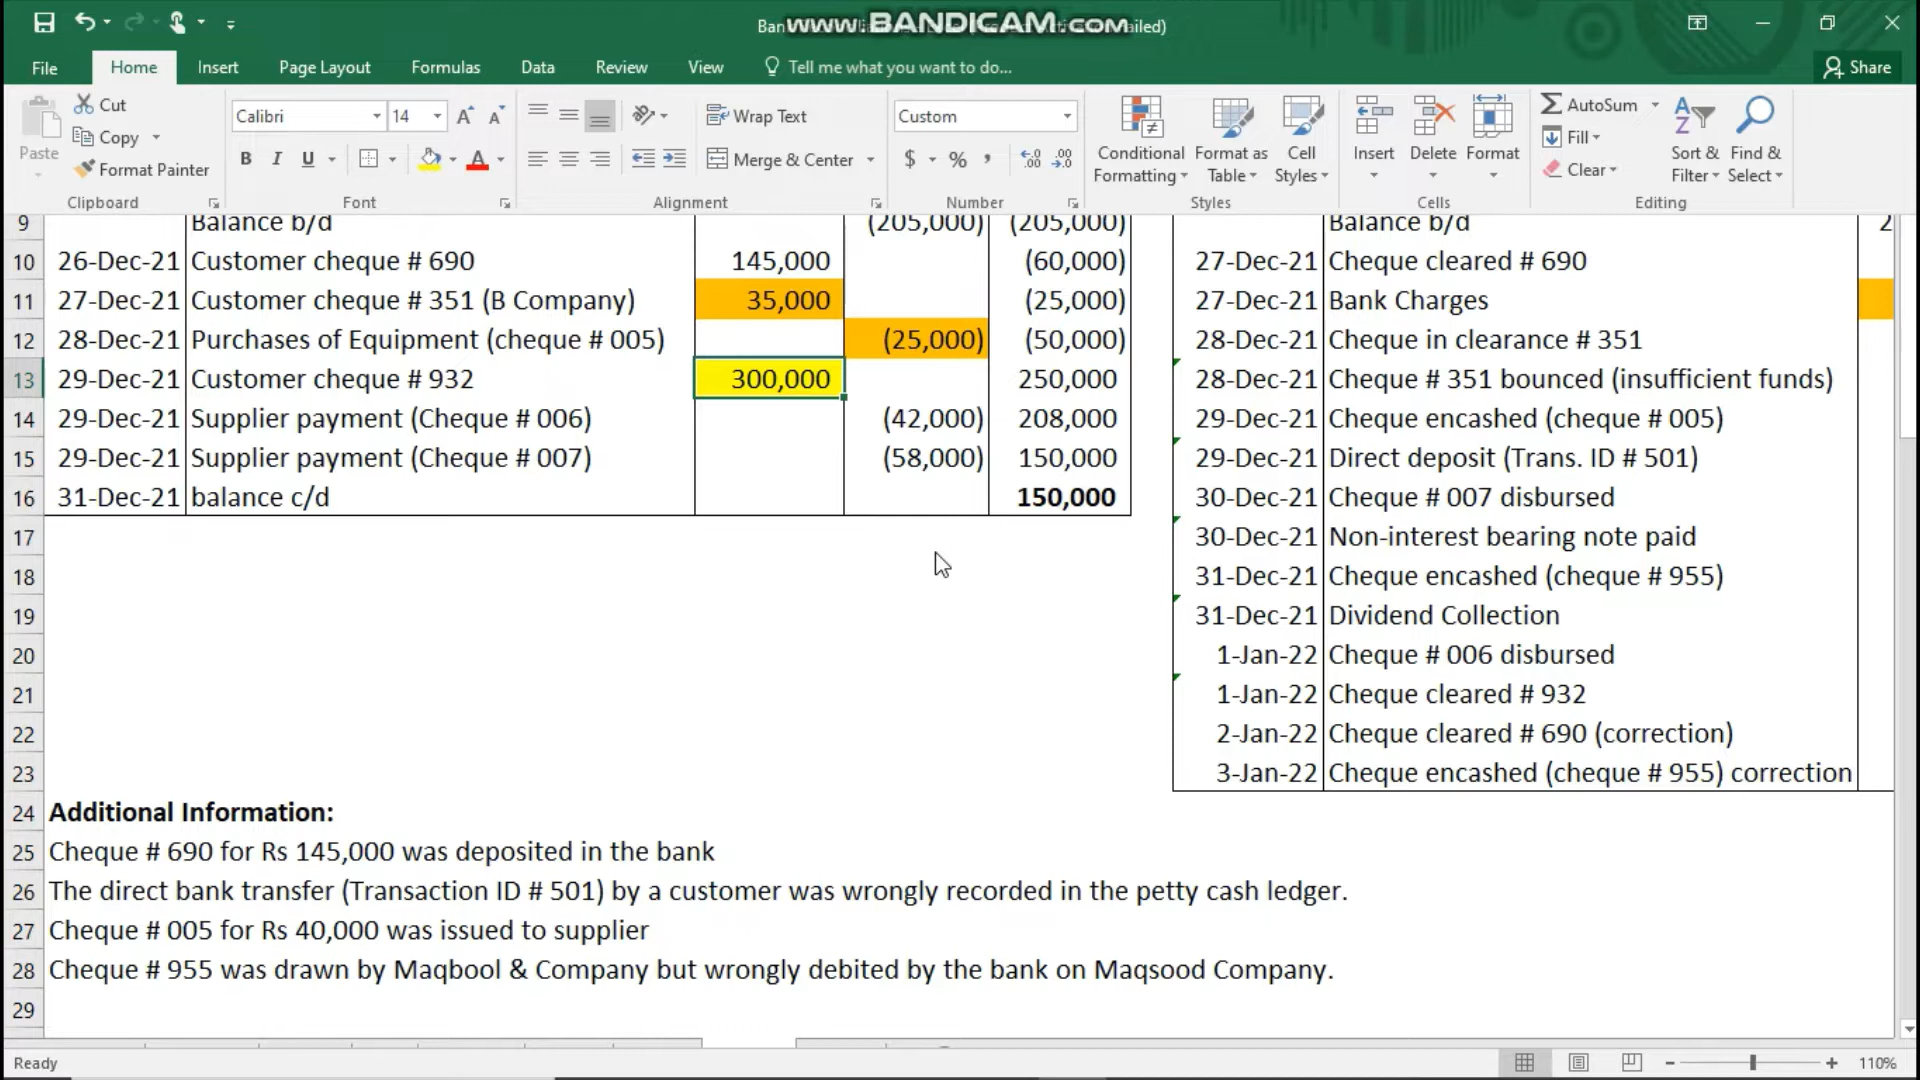 Ban
www.BANDICAM.com
ailed)
File Home Insert Page Layout Formulas Data Review View Tell me what you want to do... Share
Paste
Cut
Copy
Format Painter
Clipboard
Calibri 14
B I U
Font
Wrap Text
Merge & Center
Alignment
Custom
$ % ,
Number
Conditional Formatting
Format as Table
Cell Styles
Styles
Insert
Delete
Format
Cells
AutoSum
Fill
Clear
Sort & Filter
Find & Select
Editing
9 Balance b/d (205,000) (205,000) Balance b/d 2
10 26-Dec-21 Customer cheque # 690 145,000 (60,000) 27-Dec-21 Cheque cleared # 690
11 27-Dec-21 Customer cheque # 351 (B Company) 35,000 (25,000) 27-Dec-21 Bank Charges
12 28-Dec-21 Purchases of Equipment (cheque # 005) (25,000) (50,000) 28-Dec-21 Cheque in clearance # 351
13 29-Dec-21 Customer cheque # 932 300,000 250,000 28-Dec-21 Cheque # 351 bounced (insufficient funds)
14 29-Dec-21 Supplier payment (Cheque # 006) (42,000) 208,000 29-Dec-21 Cheque encashed (cheque # 005)
15 29-Dec-21 Supplier payment (Cheque # 007) (58,000) 150,000 29-Dec-21 Direct deposit (Trans. ID # 501)
16 31-Dec-21 balance c/d 150,000 30-Dec-21 Cheque # 007 disbursed
17 30-Dec-21 Non-interest bearing note paid
18 31-Dec-21 Cheque encashed (cheque # 955)
19 31-Dec-21 Dividend Collection
20 1-Jan-22 Cheque # 006 disbursed
21 1-Jan-22 Cheque cleared # 932
22 2-Jan-22 Cheque cleared # 690 (correction)
23 3-Jan-22 Cheque encashed (cheque # 955) correction
24 Additional Information:
25 Cheque # 690 for Rs 145,000 was deposited in the bank
26 The direct bank transfer (Transaction ID # 501) by a customer was wrongly recorded in the petty cash ledger.
27 Cheque # 005 for Rs 40,000 was issued to supplier
28 Cheque # 955 was drawn by Maqbool & Company but wrongly debited by the bank on Maqsood Company.
29
Ready 110%